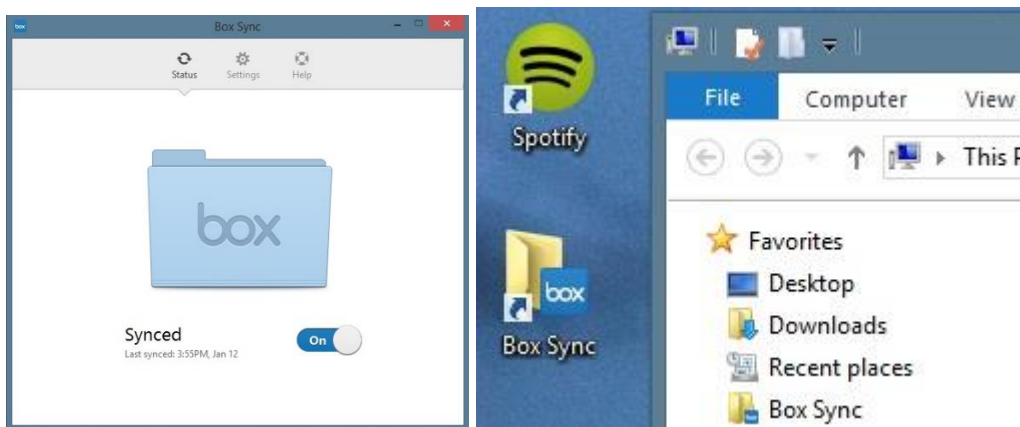 box
Box Sync
Status Settings Help
box
Synced
Last synced: 3:55PM, Jan 12
On
Spotify
box
Box Sync
File Computer View
This P
Favorites
Desktop
Downloads
Recent places
Box Sync